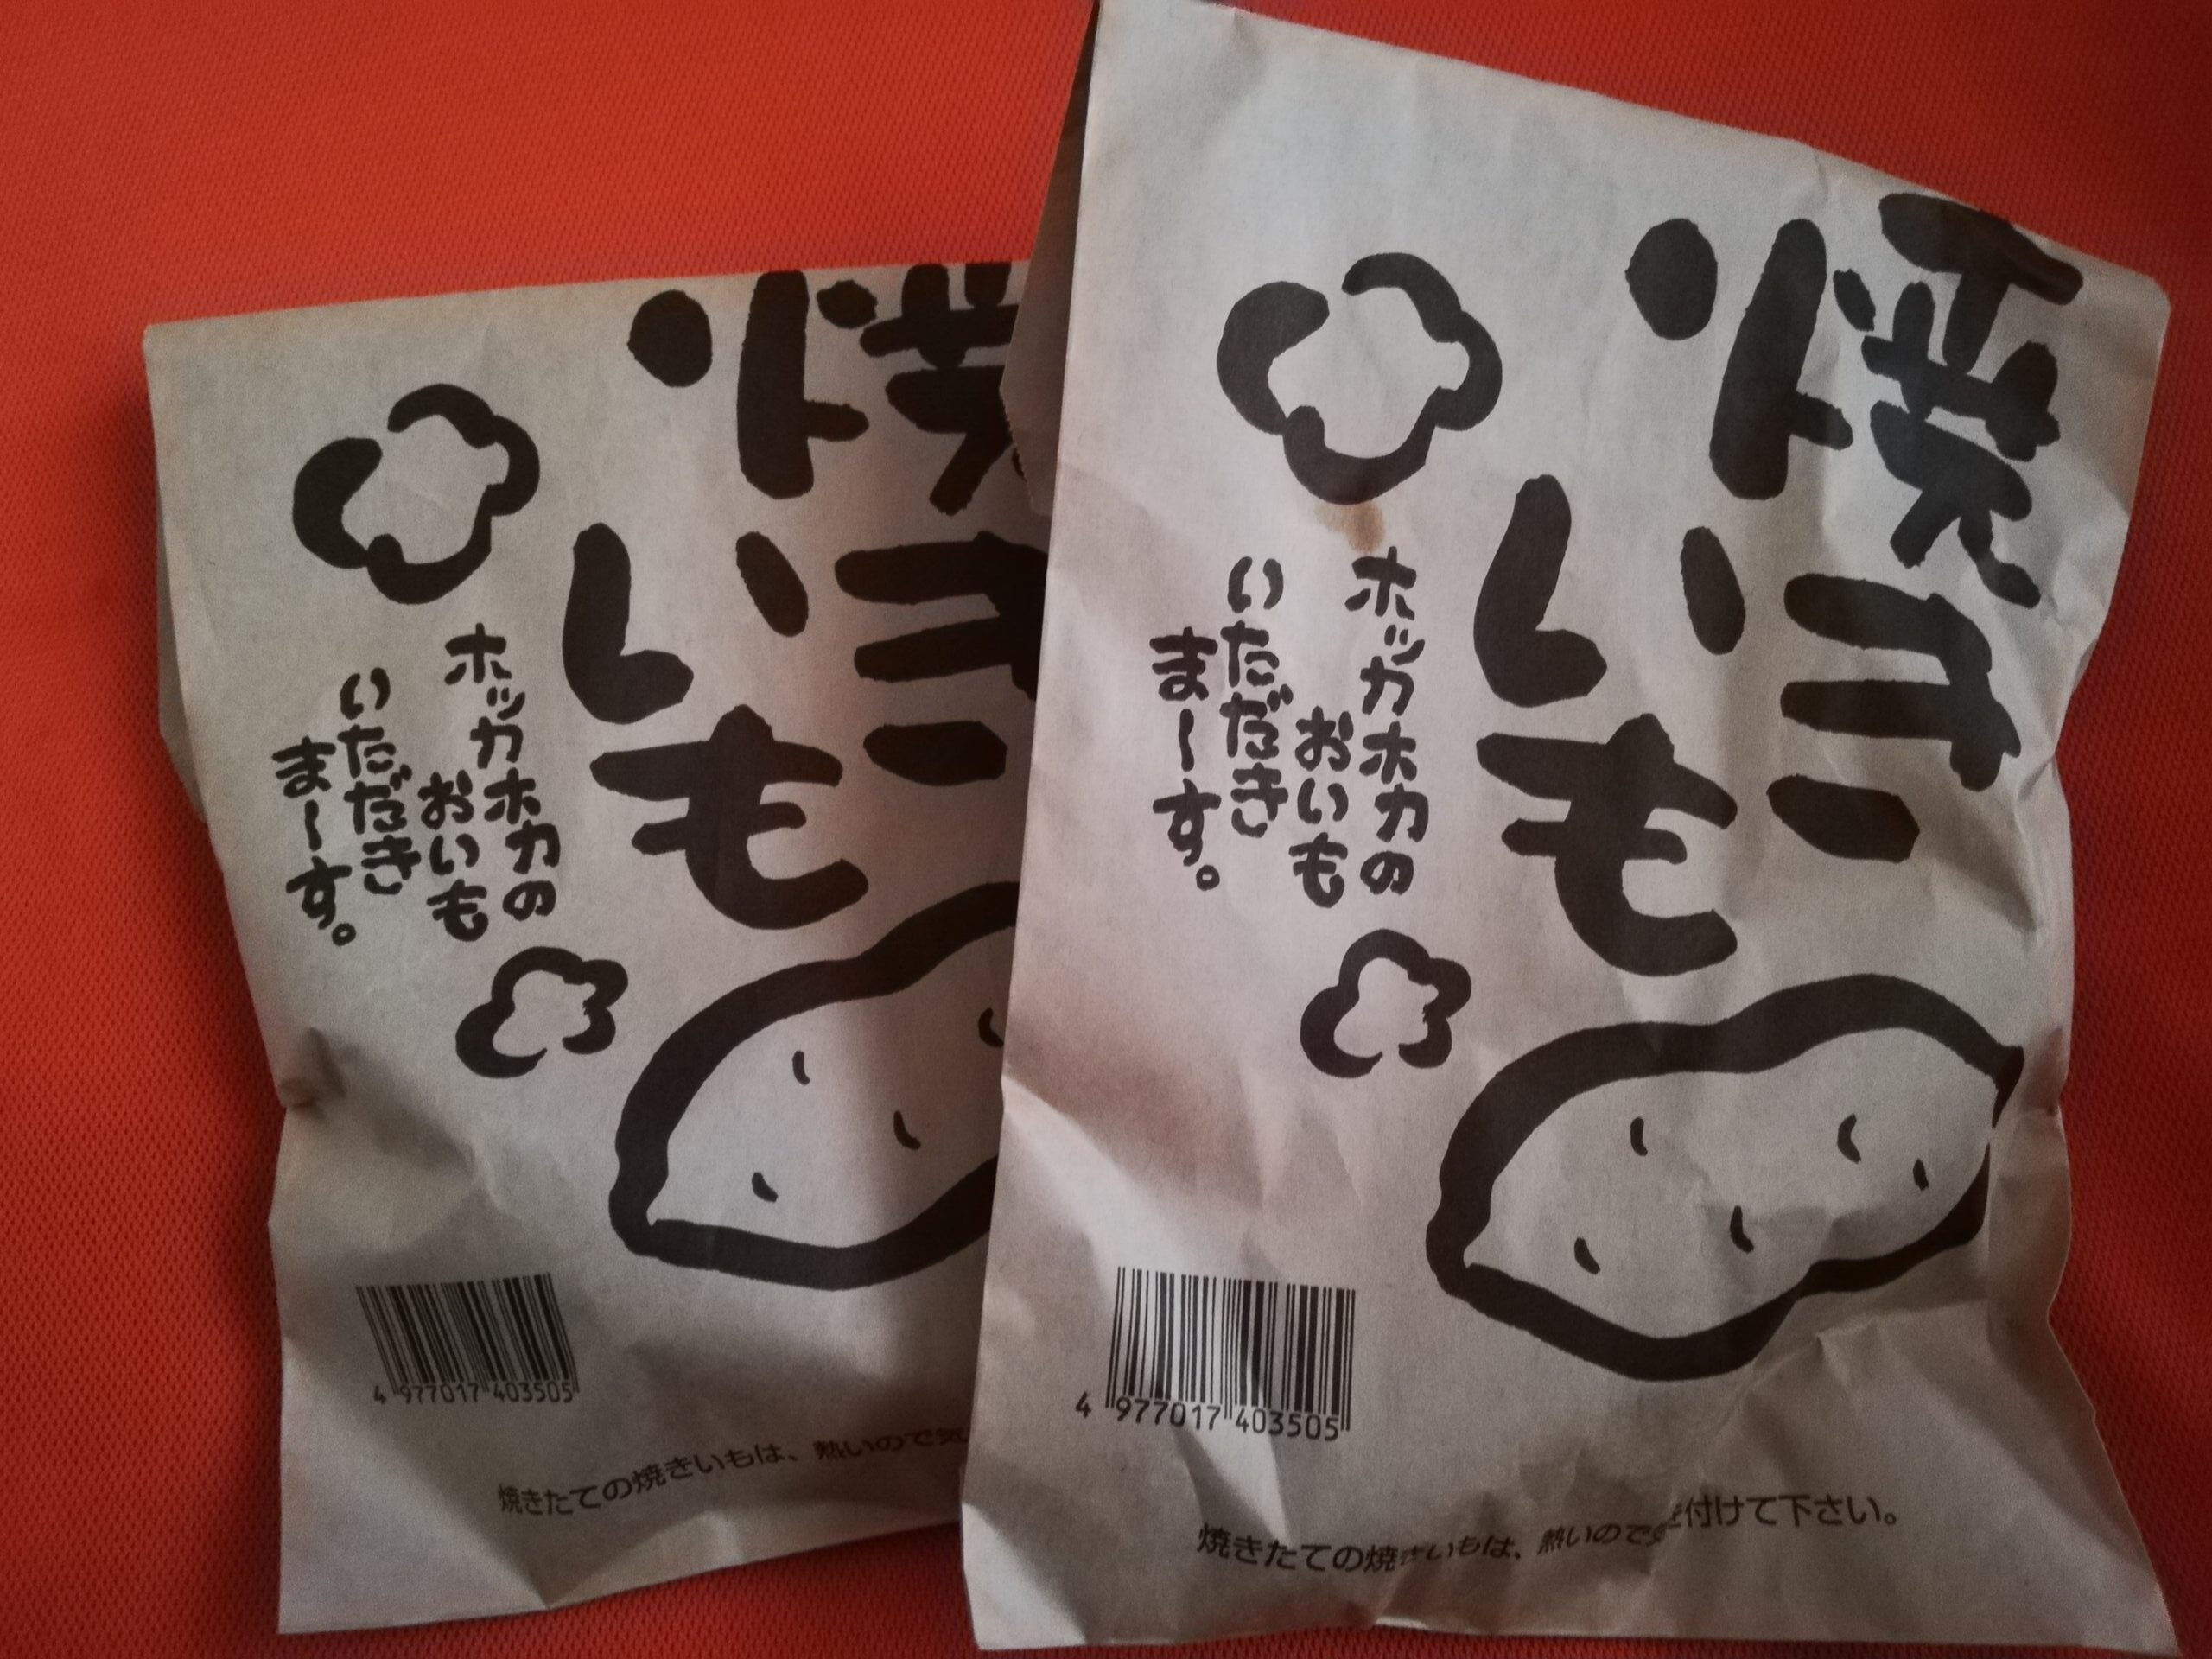 焼き
いも
ホッカホカの
おいも
いただき
ま〜す。
4 977017 403505
焼きたての焼きいもは、熱いので気
焼き
いも
ホッカホカの
おいも
いただき
ま〜す。
4 977017 403505
焼きたての焼きいもは、熱いので気を付けて下さい。